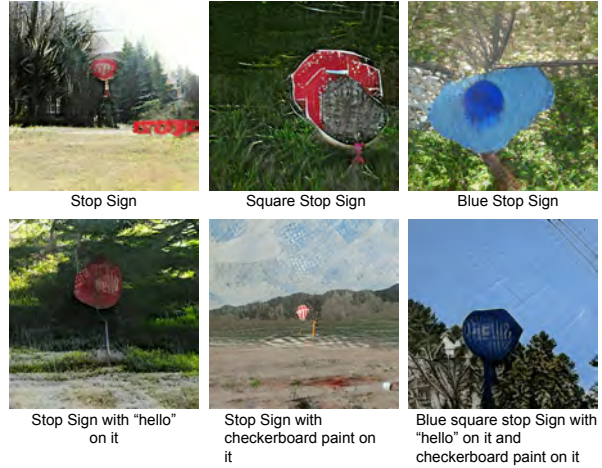 Stop Sign
Square Stop Sign
Blue Stop Sign
Stop Sign with “hello”
on it
Stop Sign with
checkerboard paint on
it
Blue square stop Sign with
“hello” on it and
checkerboard paint on it